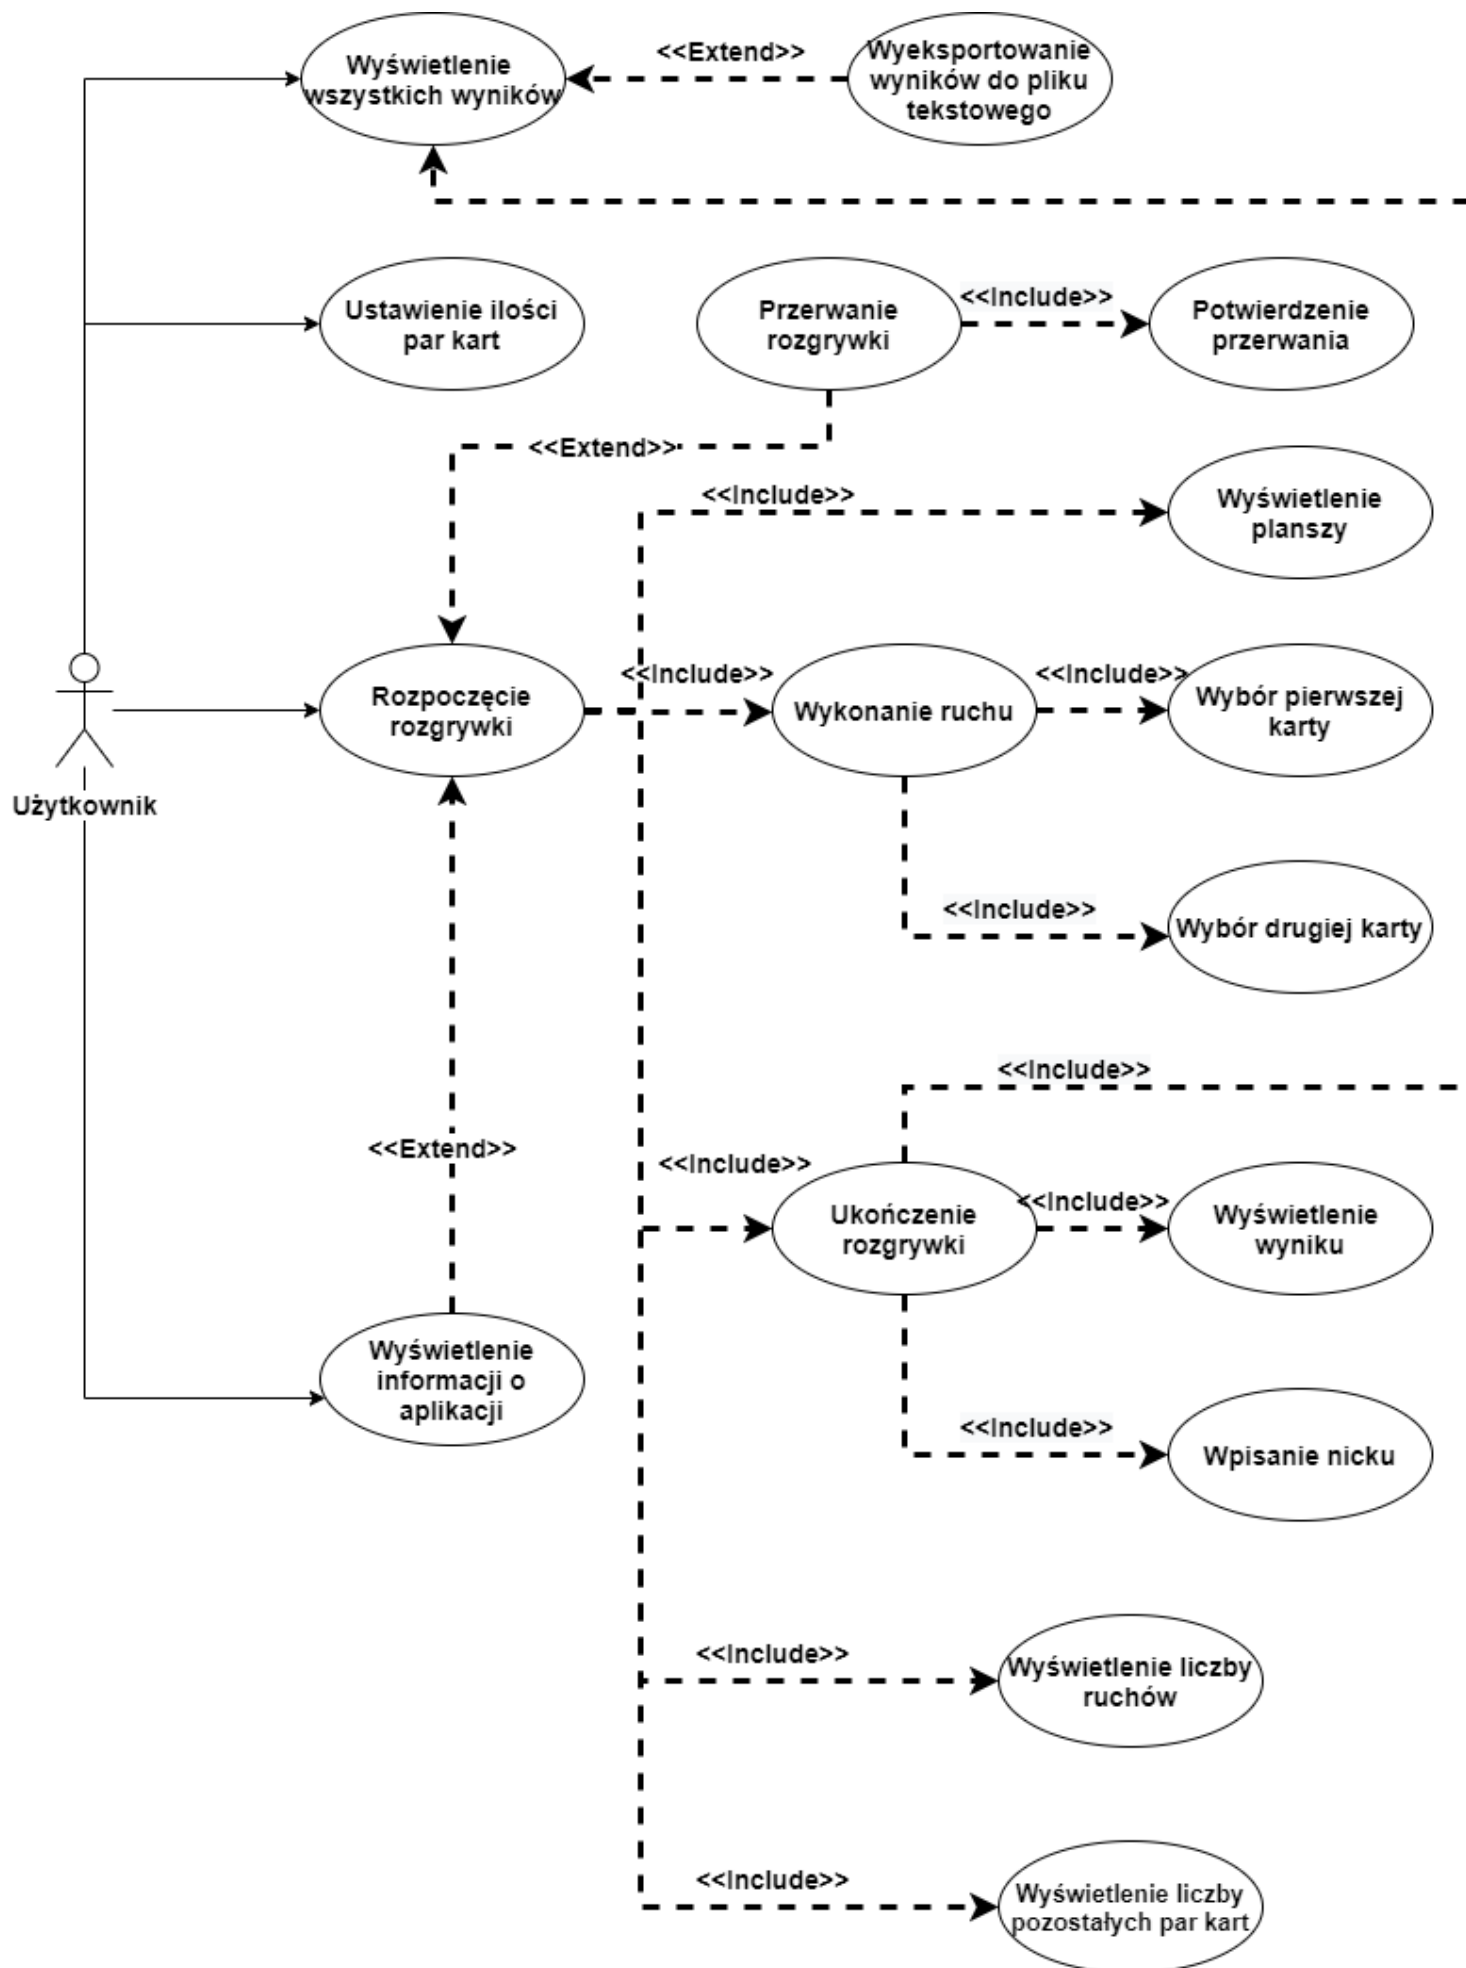 Wyświetlenie
wszystkich wyników
<<Extend>>
Wyeksportowanie
wyników do pliku
tekstowego
Ustawienie ilości
par kart
Przerwanie
rozgrywki
<<Include>>
Potwierdzenie
przerwania
<<Extend>>
<<Include>>
Wyświetlenie
planszy
Rozpoczęcie
rozgrywki
<<Include>>
Wykonanie ruchu
<<Include>>
Wybór pierwszej
karty
Użytkownik
<<Include>>
Wybór drugiej karty
<<Include>>
<<Extend>>
<<Include>>
Ukończenie
rozgrywki
<<Include>>
Wyświetlenie
wyniku
Wyświetlenie
informacji o
aplikacji
<<Include>>
Wpisanie nicku
<<Include>>
Wyświetlenie liczby
ruchów
<<Include>>
Wyświetlenie liczby
pozostałych par kart